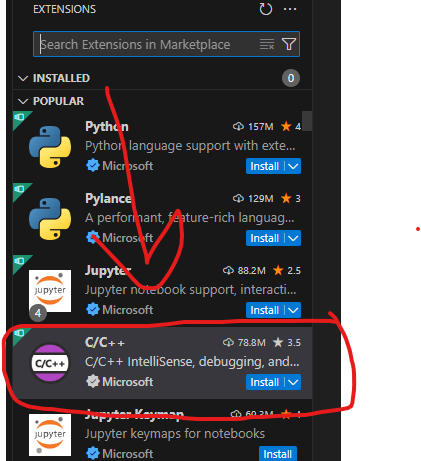 EXTENSIONS
Search Extensions in Marketplace
INSTALLED 0
POPULAR
Python 157M 4
Python language support with exte...
Microsoft Install
Pylance 129M 3
A performant, feature-rich languag...
Microsoft Install
Jupyter 88.2M 2.5
Jupyter notebook support, interacti...
jupyter
4
Microsoft Install
C/C++ 78.8M 3.5
C/C++ IntelliSense, debugging, and...
C/C++
Microsoft Install
Jupyter Keymap 69.3M 4
Jupyter keymaps for notebooks
jupyter
Microsoft Install